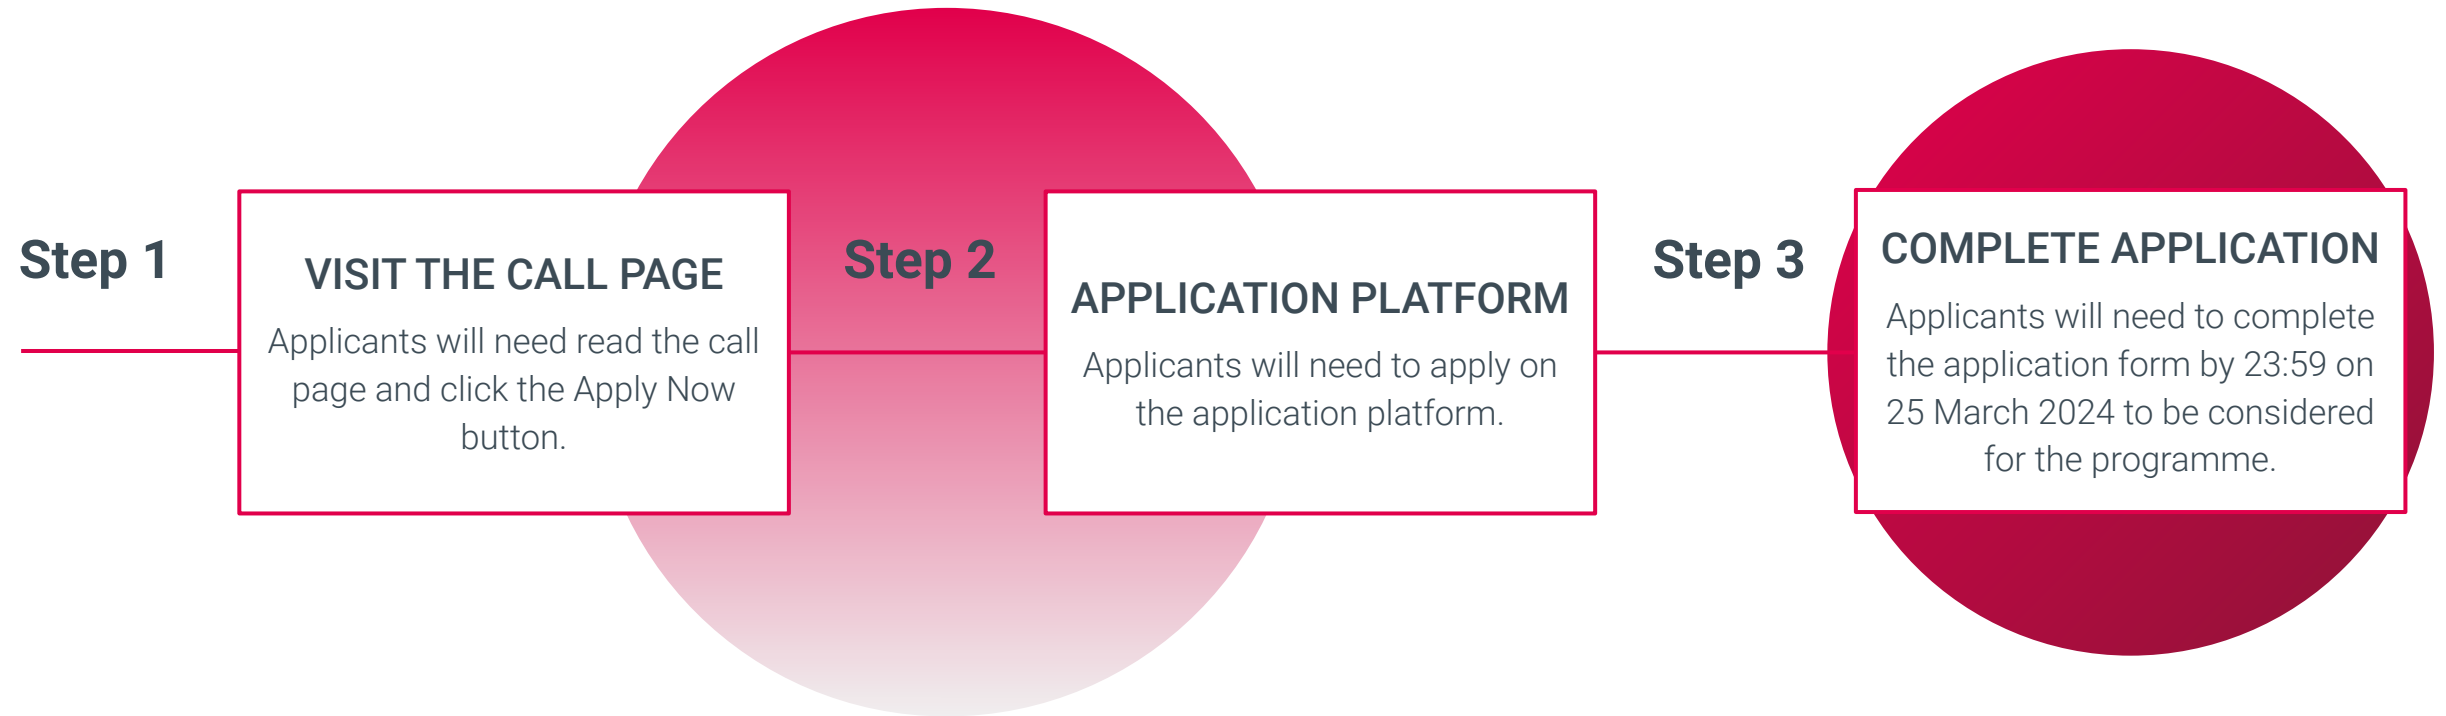 Step 1
VISIT THE CALL PAGE
Applicants will need read the call
page and click the Apply Now
button.
Step 2
APPLICATION PLATFORM
Applicants will need to apply on
the application platform.
Step 3
COMPLETE APPLICATION
Applicants will need to complete
the application form by 23:59 on
25 March 2024 to be considered
for the programme.